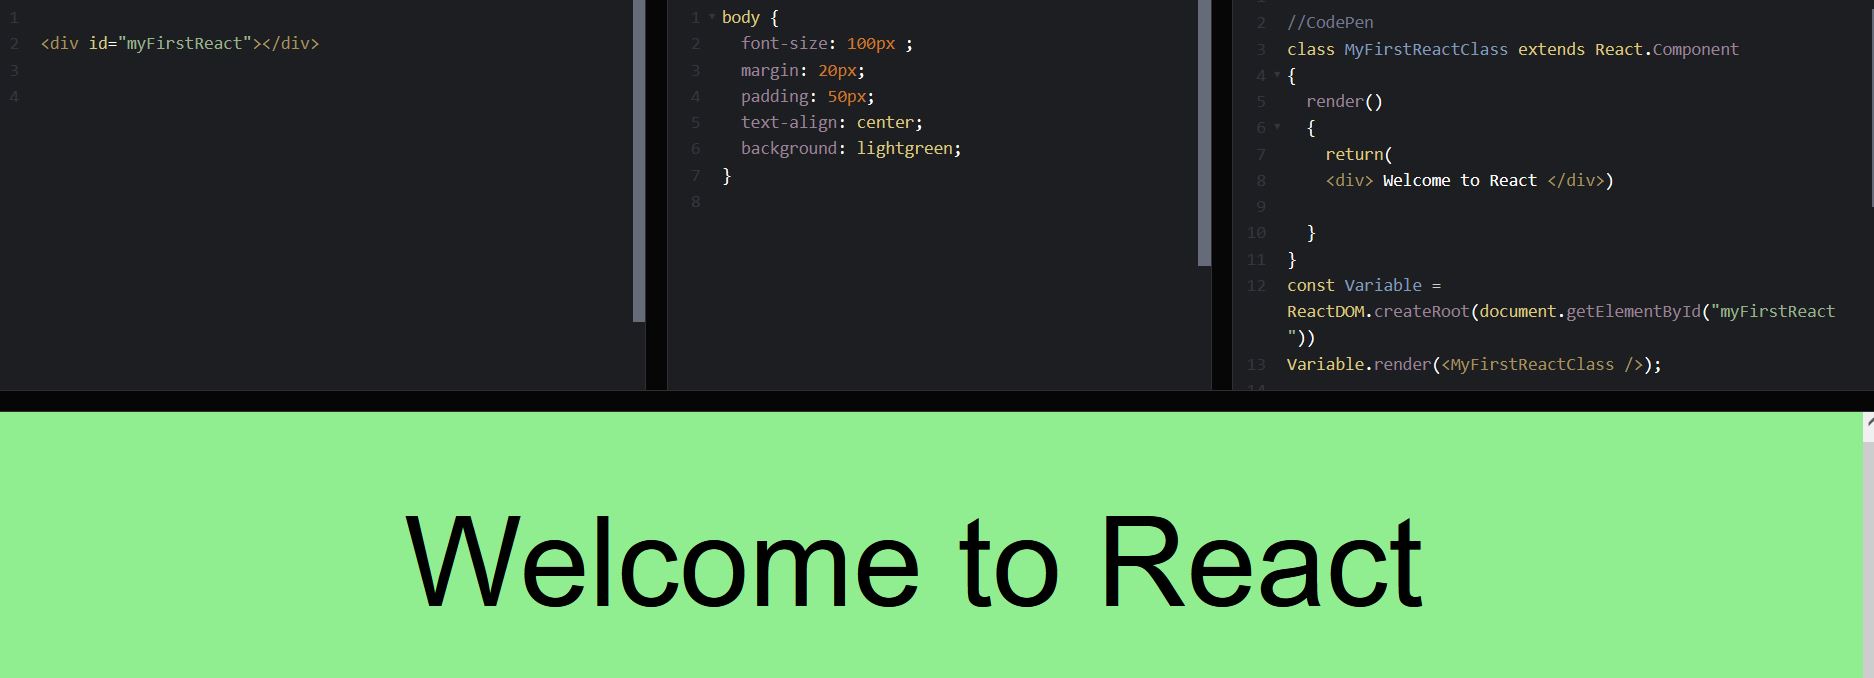 1
2 <div id="myFirstReact"></div>
3
4
1 body {
2 font-size: 100px ;
3 margin: 20px;
4 padding: 50px;
5 text-align: center;
6 background: lightgreen;
7 }
8
2 //CodePen
3 class MyFirstReactClass extends React.Component
4 {
5 render()
6 {
7 return(
8 <div> Welcome to React </div>)
9
10 }
11 }
12 const Variable =
ReactDOM.createRoot(document.getElementById("myFirstReact
"))
13 Variable.render(<MyFirstReactClass />);
Welcome to React